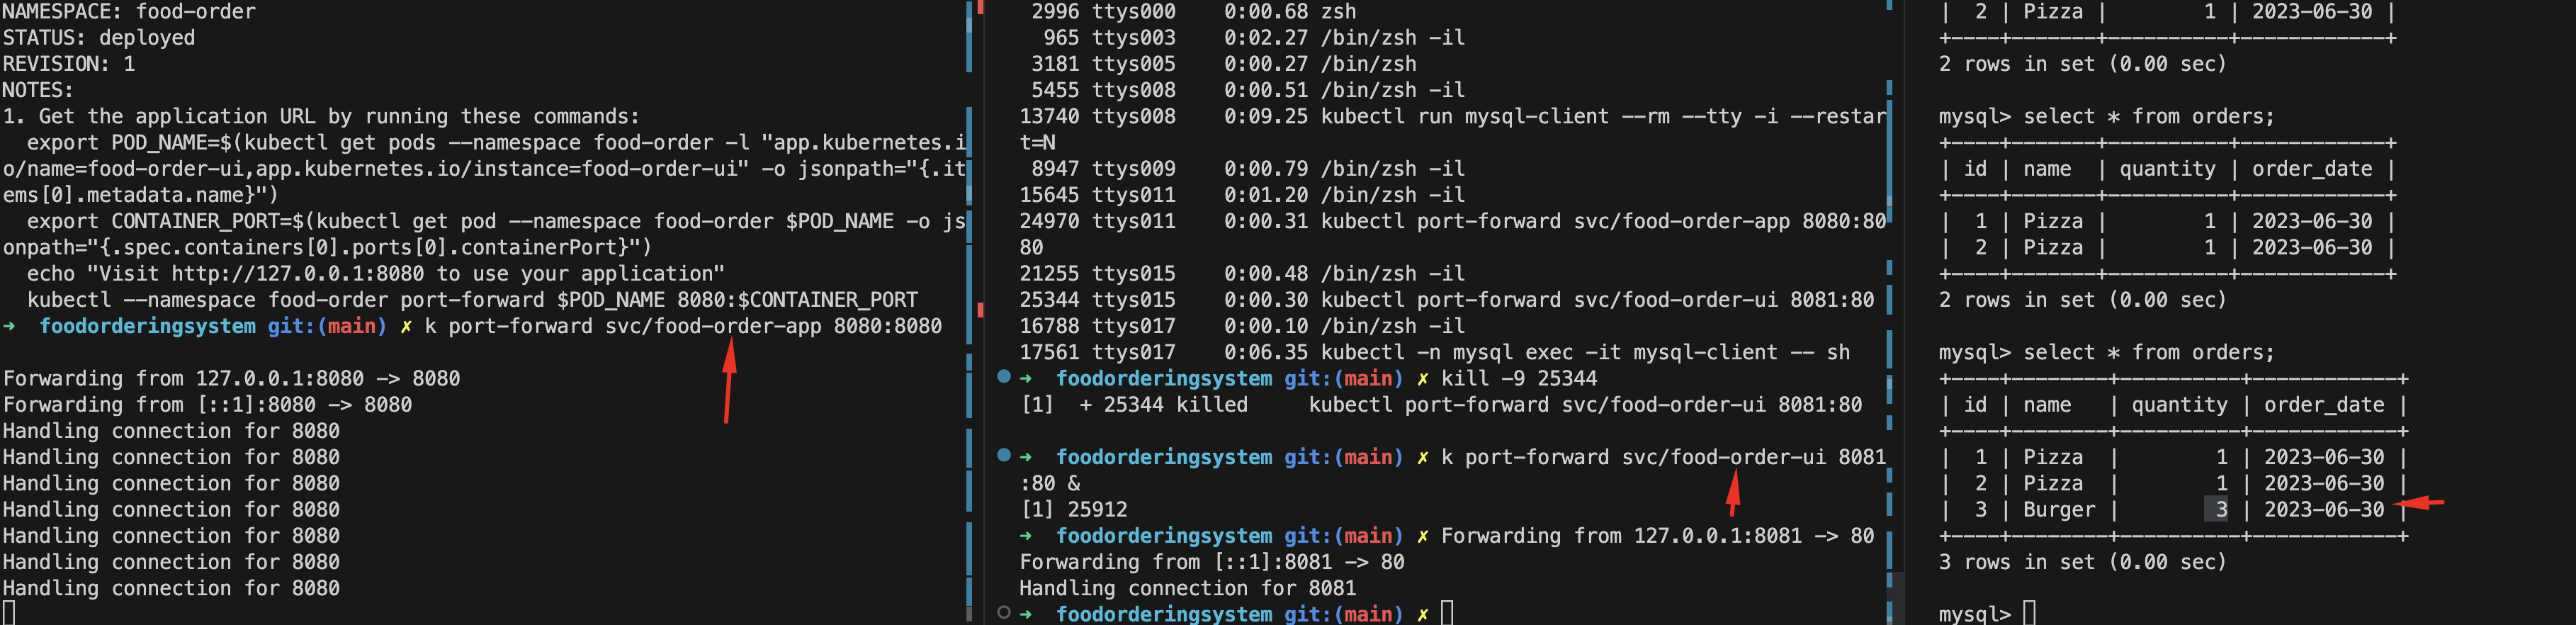 NAMESPACE: food-order
STATUS: deployed
REVISION: 1
NOTES:
1. Get the application URL by running these commands:
  export POD_NAME=$(kubectl get pods --namespace food-order -l "app.kubernetes.i
o/name=food-order-ui,app.kubernetes.io/instance=food-order-ui" -o jsonpath="{.it
ems[0].metadata.name}")
  export CONTAINER_PORT=$(kubectl get pod --namespace food-order $POD_NAME -o js
onpath="{.spec.containers[0].ports[0].containerPort}")
  echo "Visit http://127.0.0.1:8080 to use your application"
  kubectl --namespace food-order port-forward $POD_NAME 8080:$CONTAINER_PORT
➜  foodorderingsystem git:(main) ✗ k port-forward svc/food-order-app 8080:8080

Forwarding from 127.0.0.1:8080 -> 8080
Forwarding from [::1]:8080 -> 8080
Handling connection for 8080
Handling connection for 8080
Handling connection for 8080
Handling connection for 8080
Handling connection for 8080
Handling connection for 8080
Handling connection for 8080
 2996 ttys000    0:00.68 zsh
  965 ttys003    0:02.27 /bin/zsh -il
 3181 ttys005    0:00.27 /bin/zsh
 5455 ttys008    0:00.51 /bin/zsh -il
13740 ttys008    0:09.25 kubectl run mysql-client --rm --tty -i --restar
t=N
 8947 ttys009    0:00.79 /bin/zsh -il
15645 ttys011    0:01.20 /bin/zsh -il
24970 ttys011    0:00.31 kubectl port-forward svc/food-order-app 8080:80
80
21255 ttys015    0:00.48 /bin/zsh -il
25344 ttys015    0:00.30 kubectl port-forward svc/food-order-ui 8081:80
16788 ttys017    0:00.10 /bin/zsh -il
17561 ttys017    0:06.35 kubectl -n mysql exec -it mysql-client -- sh
➜  foodorderingsystem git:(main) ✗ kill -9 25344
[1]  + 25344 killed     kubectl port-forward svc/food-order-ui 8081:80

➜  foodorderingsystem git:(main) ✗ k port-forward svc/food-order-ui 8081
:80 &
[1] 25912
➜  foodorderingsystem git:(main) ✗ Forwarding from 127.0.0.1:8081 -> 80
Forwarding from [::1]:8081 -> 80
Handling connection for 8081
➜  foodorderingsystem git:(main) ✗
|  2 | Pizza |        1 | 2023-06-30 |
+----+-------+----------+------------+
2 rows in set (0.00 sec)

mysql> select * from orders;
+----+-------+----------+------------+
| id | name  | quantity | order_date |
+----+-------+----------+------------+
|  1 | Pizza |        1 | 2023-06-30 |
|  2 | Pizza |        1 | 2023-06-30 |
+----+-------+----------+------------+
2 rows in set (0.00 sec)

mysql> select * from orders;
+----+--------+----------+------------+
| id | name   | quantity | order_date |
+----+--------+----------+------------+
|  1 | Pizza  |        1 | 2023-06-30 |
|  2 | Pizza  |        1 | 2023-06-30 |
|  3 | Burger |        3 | 2023-06-30 |
+----+--------+----------+------------+
3 rows in set (0.00 sec)

mysql>